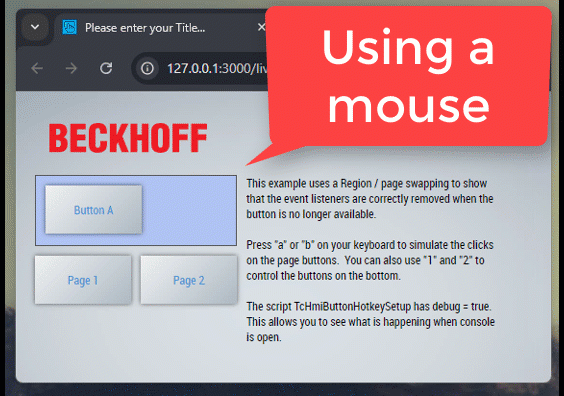 Please enter your Title...
127.0.0.1:3000/liv
Using a
mouse
BECKHOFF
Button A
Page 1
Page 2
This example uses a Region / page swapping to show
that the event listeners are correctly removed when the
button is no longer available.
Press "a" or "b" on your keyboard to simulate the clicks
on the page buttons. You can also use "1" and "2" to
control the buttons on the bottom.
The script TcHmiButtonHotkeySetup has debug = true.
This allows you to see what is happening when console
is open.